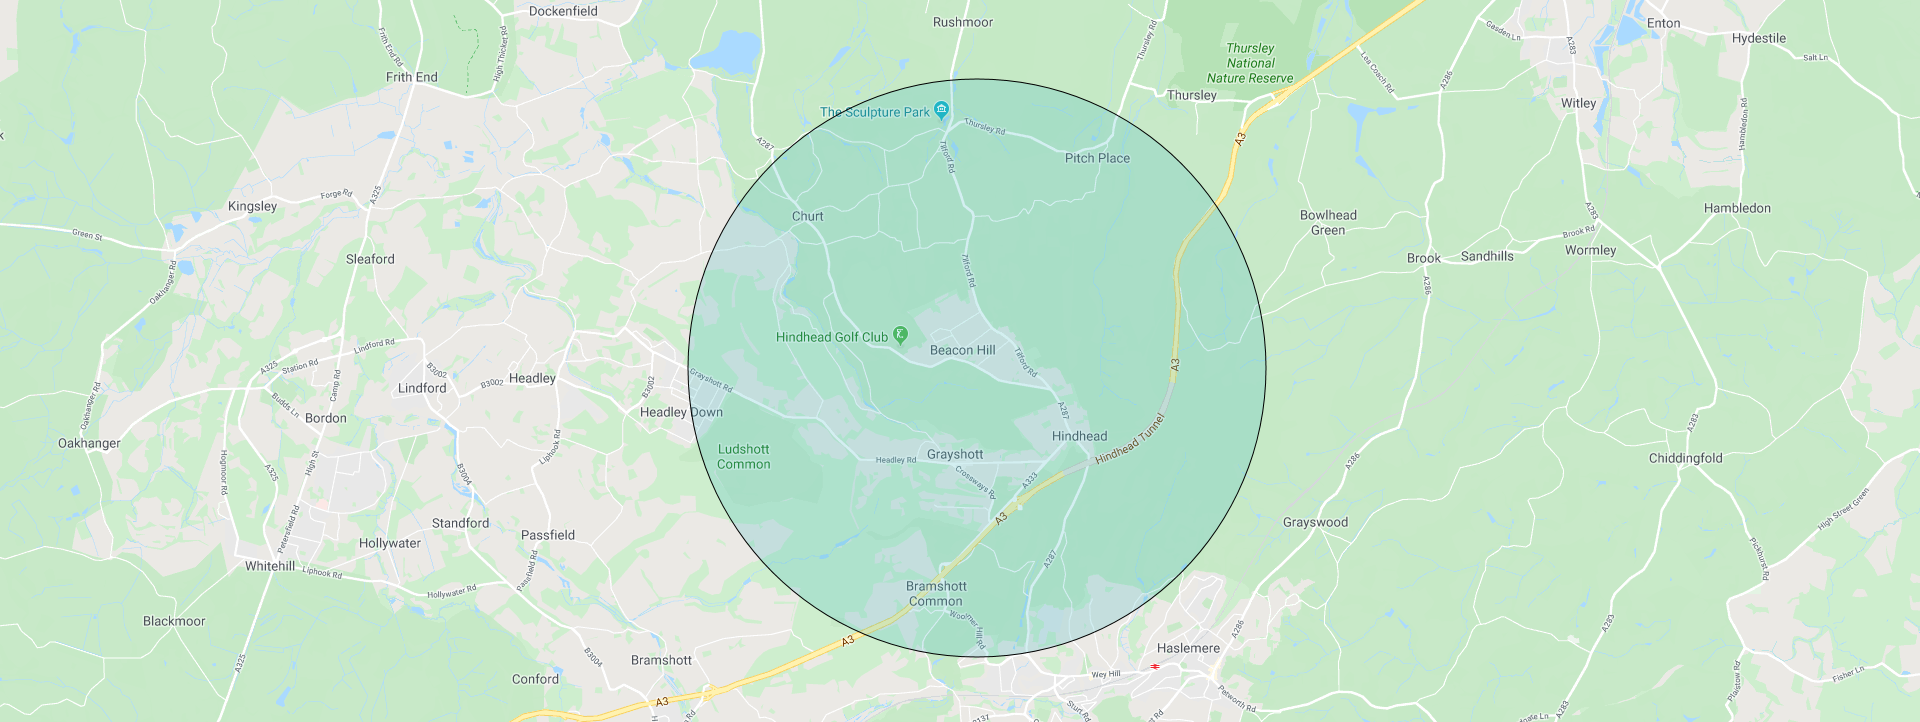 Dockenfield
Rushmoor
Enton
Hydestile
Gasden Ln
A283
Salt Ln
Frith End Rd
High Thicket Rd
Thursley Rd
Thursley
National
Nature Reserve
Lea Coach Rd
A286
Frith End
Thursley
Witley
The Sculpture Park
Thursley Rd
Hambledon Rd
A3
A287
Tilford Rd
Pitch Place
Forge Rd
A325
Kingsley
Churt
Bowlhead
Green
A283
Hambledon
Green St
Brook Rd
Wormley
Sleaford
Brook
Sandhills
Oakhanger Rd
Tilford Rd
A286
Hindhead Golf Club
Beacon Hill
Lindford Rd
Tilford Rd
A3
A325
Station Rd
B3002
Camp Rd
Lindford
B3002
Headley
B3002
Grayshott Rd
Oakhanger Rd
Budds Ln
Bordon
Headley Down
A287
Hindhead
Hindhead Tunnel
A283
Oakhanger
Ludshott
Common
Liphook Rd
Headley Rd
Grayshott
Chiddingfold
Hogmoor Rd
A325
High St
B3004
Crossways Rd
A333
A286
High Street Green
Petersfield Rd
Standford
Passfield
A3
Grayswood
Hollywater
A287
Pickhurst Rd
Whitehill
Liphook Rd
Hollywater Rd
Passfield Rd
Bramshott
Common
Woolmer Hill Rd
Blackmoor
A283
A286
A3
Haslemere
A325
B3004
Bramshott
Conford
Wey Hill
Petworth Rd
Plaistow Rd
Fisher Ln
A3
Sturt Rd
A283